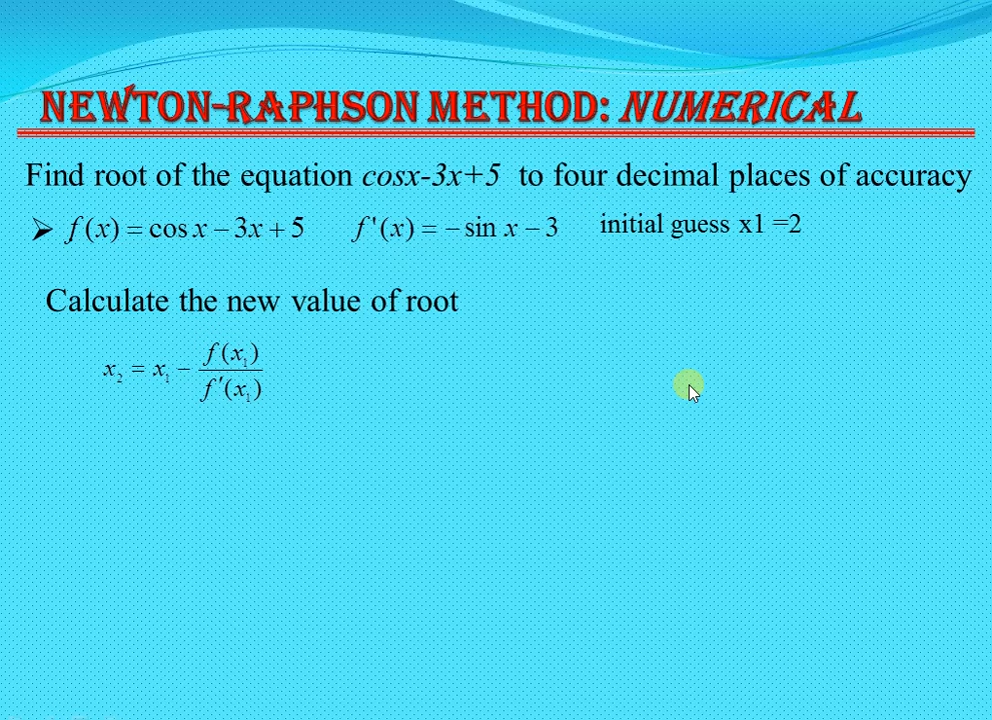 NEWTON-RAPHSON METHOD: NUMERICAL
Find root of the equation cosx-3x+5 to four decimal places of accuracy
➢ f(x) = cos x − 3x + 5 f'(x) = − sin x − 3 initial guess x1 =2
Calculate the new value of root
x₂ = x₁ − f(x₁) / f′(x₁)